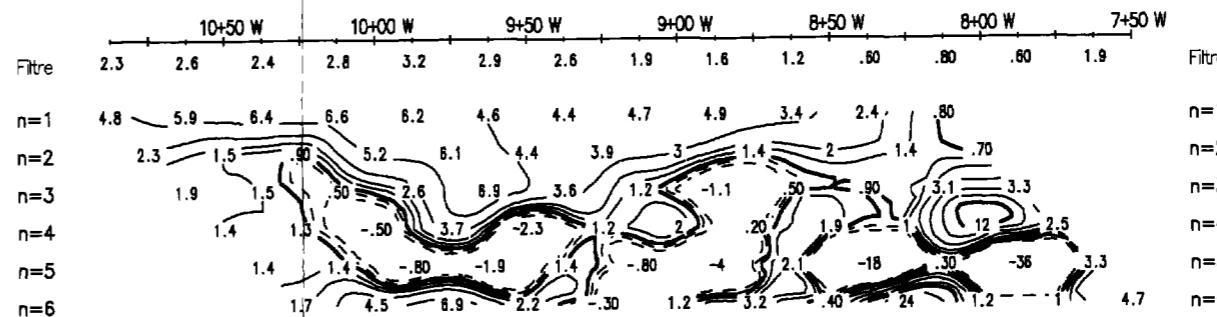 10+50 W 10+00 W 9+50 W 9+00 W 8+50 W 8+00 W 7+50 W
Filtre 2.3 2.6 2.4 2.8 3.2 2.9 2.6 1.9 1.6 1.2 .60 .80 .60 1.9 Filtre
n=1 4.8 5.9 6.4 6.6 6.2 4.6 4.4 4.7 4.9 3.4 2.4 .80 n=
n=2 2.3 1.5 .90 5.2 6.1 4.4 3.9 3 1.4 2 1.4 .70 n=
n=3 1.9 1.5 .50 2.6 6.9 3.6 1.2 -1.1 .50 .90 3.1 3.3
n=4 1.4 1.3 -.50 3.7 -2.3 1.2 2 .20 1.9 1 12 2.5 n=
n=5 1.4 1.4 -.80 -1.9 1.4 -.80 -4 2.1 -18 .30 -36 3.3 n=
n=6 1.7 4.5 6.9 2.2 -.30 1.2 3.2 .40 24 1.2 1 4.7 n=